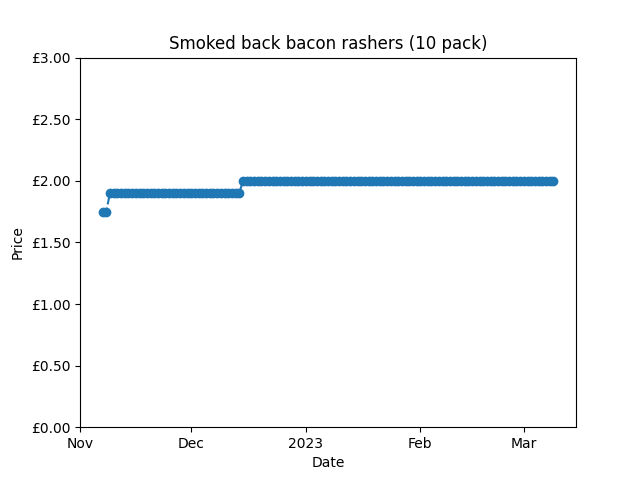 Smoked back bacon rashers (10 pack)
£3.00
£2.50
£2.00
£1.50
£1.00
£0.50
£0.00
Price
Nov Dec 2023 Feb Mar
Date